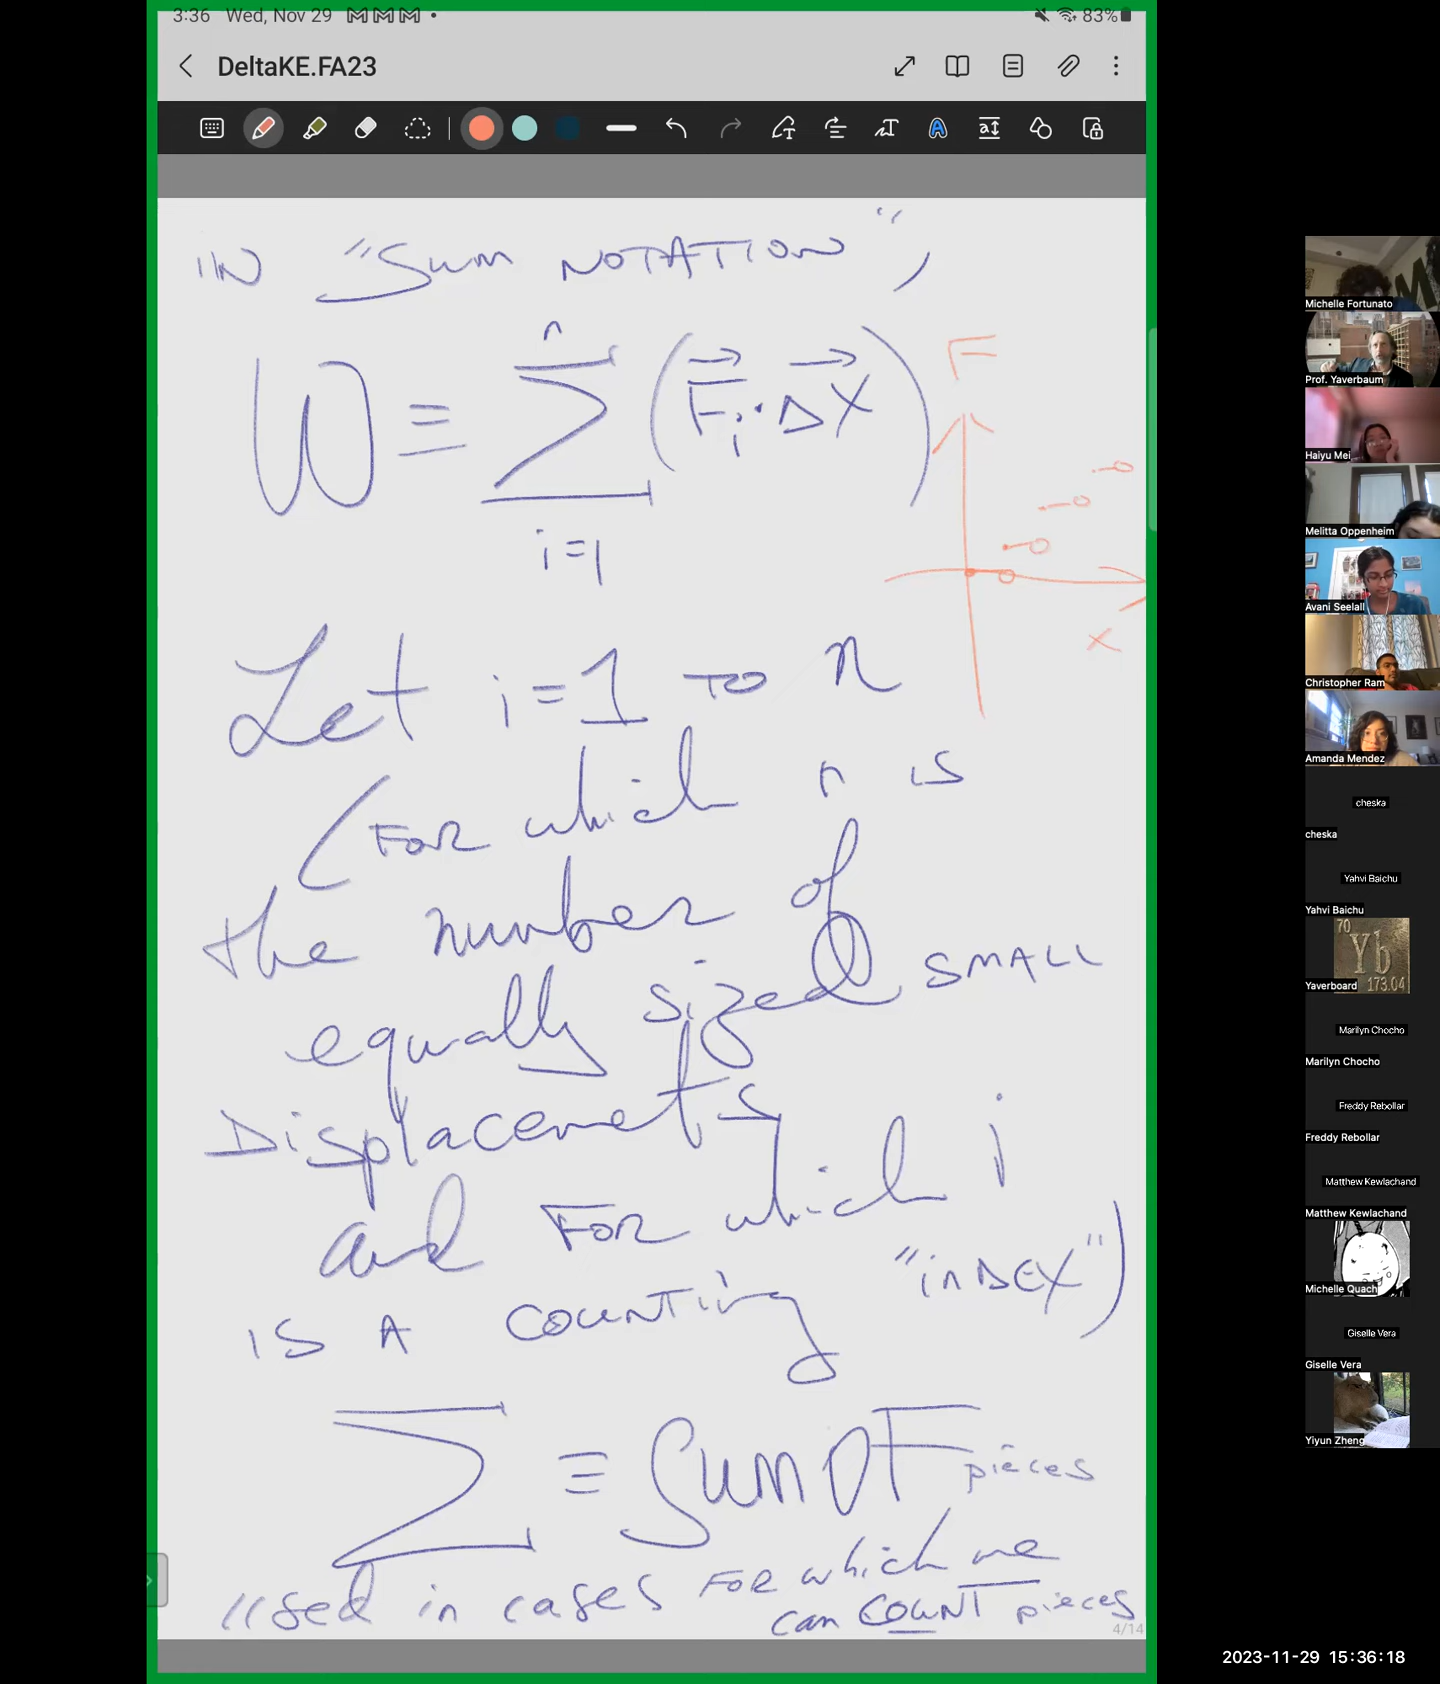 3:36 Wed, Nov 29
83%
DeltaKE.FA23
IN "Sum NOTATION",
n
W ≡ Σ (F⃗i · Δx⃗)
i=1
F
x
Let i=1 TO n
(FOR which n is
the number of
equally sized SMALL
Displacements
and FOR which i
is A COUNTing "inDEX")
Σ ≡ Sum OF pieces
Used in cases FOR which we
can COUNT pieces
4/14
Michelle Fortunato
Prof. Yaverbaum
Haiyu Mei
Melitta Oppenheim
Avani Seelall
Christopher Ram
Amanda Mendez
cheska
cheska
Yahvi Baichu
Yahvi Baichu
70
Yb
173.04
Yaverboard
Marilyn Chocho
Marilyn Chocho
Freddy Rebollar
Freddy Rebollar
Matthew Kewlachand
Matthew Kewlachand
Michelle Quach
Giselle Vera
Giselle Vera
Yiyun Zheng
2023-11-29 15:36:18